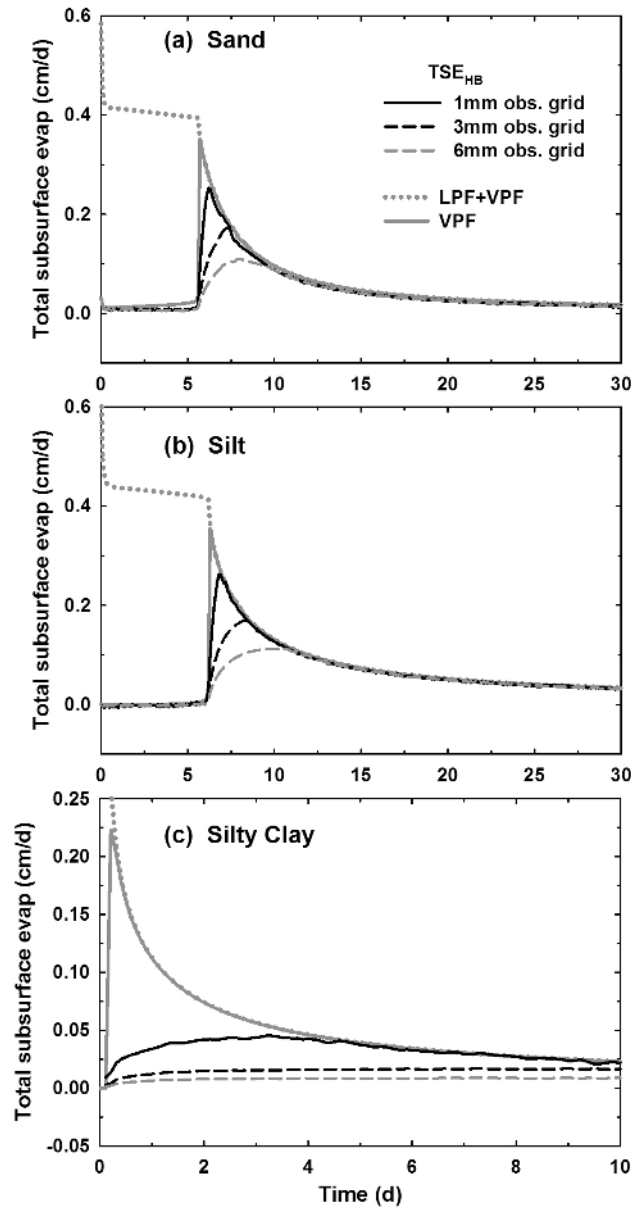 (a) Sand
TSE_HB
1mm obs. grid
3mm obs. grid
6mm obs. grid
LPF+VPF
VPF
Total subsurface evap (cm/d)
0.6
0.4
0.2
0.0
0 5 10 15 20 25 30
(b) Silt
Total subsurface evap (cm/d)
0.6
0.4
0.2
0.0
0 5 10 15 20 25 30
(c) Silty Clay
Total subsurface evap (cm/d)
0.25
0.20
0.15
0.10
0.05
0.00
-0.05
0 2 4 6 8 10
Time (d)